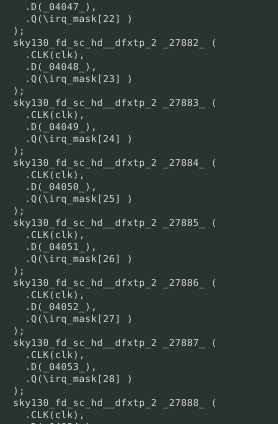 .D(_04047_),
.Q(\irq_mask[22] )
);
sky130_fd_sc_hd__dfxtp_2 _27882_ (
.CLK(clk),
.D(_04048_),
.Q(\irq_mask[23] )
);
sky130_fd_sc_hd__dfxtp_2 _27883_ (
.CLK(clk),
.D(_04049_),
.Q(\irq_mask[24] )
);
sky130_fd_sc_hd__dfxtp_2 _27884_ (
.CLK(clk),
.D(_04050_),
.Q(\irq_mask[25] )
);
sky130_fd_sc_hd__dfxtp_2 _27885_ (
.CLK(clk),
.D(_04051_),
.Q(\irq_mask[26] )
);
sky130_fd_sc_hd__dfxtp_2 _27886_ (
.CLK(clk),
.D(_04052_),
.Q(\irq_mask[27] )
);
sky130_fd_sc_hd__dfxtp_2 _27887_ (
.CLK(clk),
.D(_04053_),
.Q(\irq_mask[28] )
);
sky130_fd_sc_hd__dfxtp_2 _27888_ (
.CLK(clk),